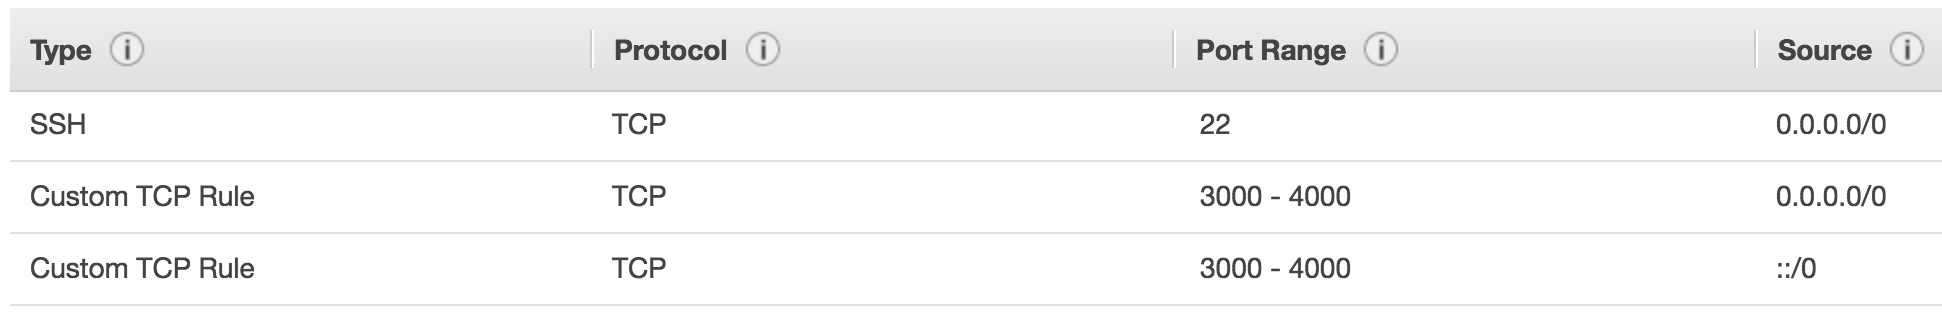 Type Protocol Port Range Source
SSH TCP 22 0.0.0.0/0
Custom TCP Rule TCP 3000 - 4000 0.0.0.0/0
Custom TCP Rule TCP 3000 - 4000 ::/0